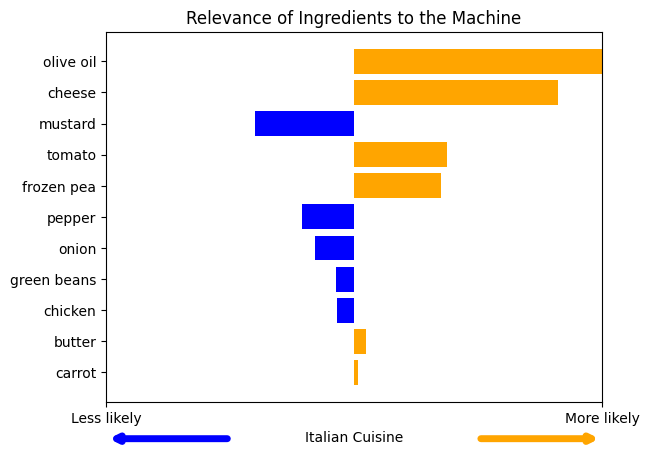 Relevance of Ingredients to the Machine
olive oil
cheese
mustard
tomato
frozen pea
pepper
onion
green beans
chicken
butter
carrot
Less likely
More likely
Italian Cuisine